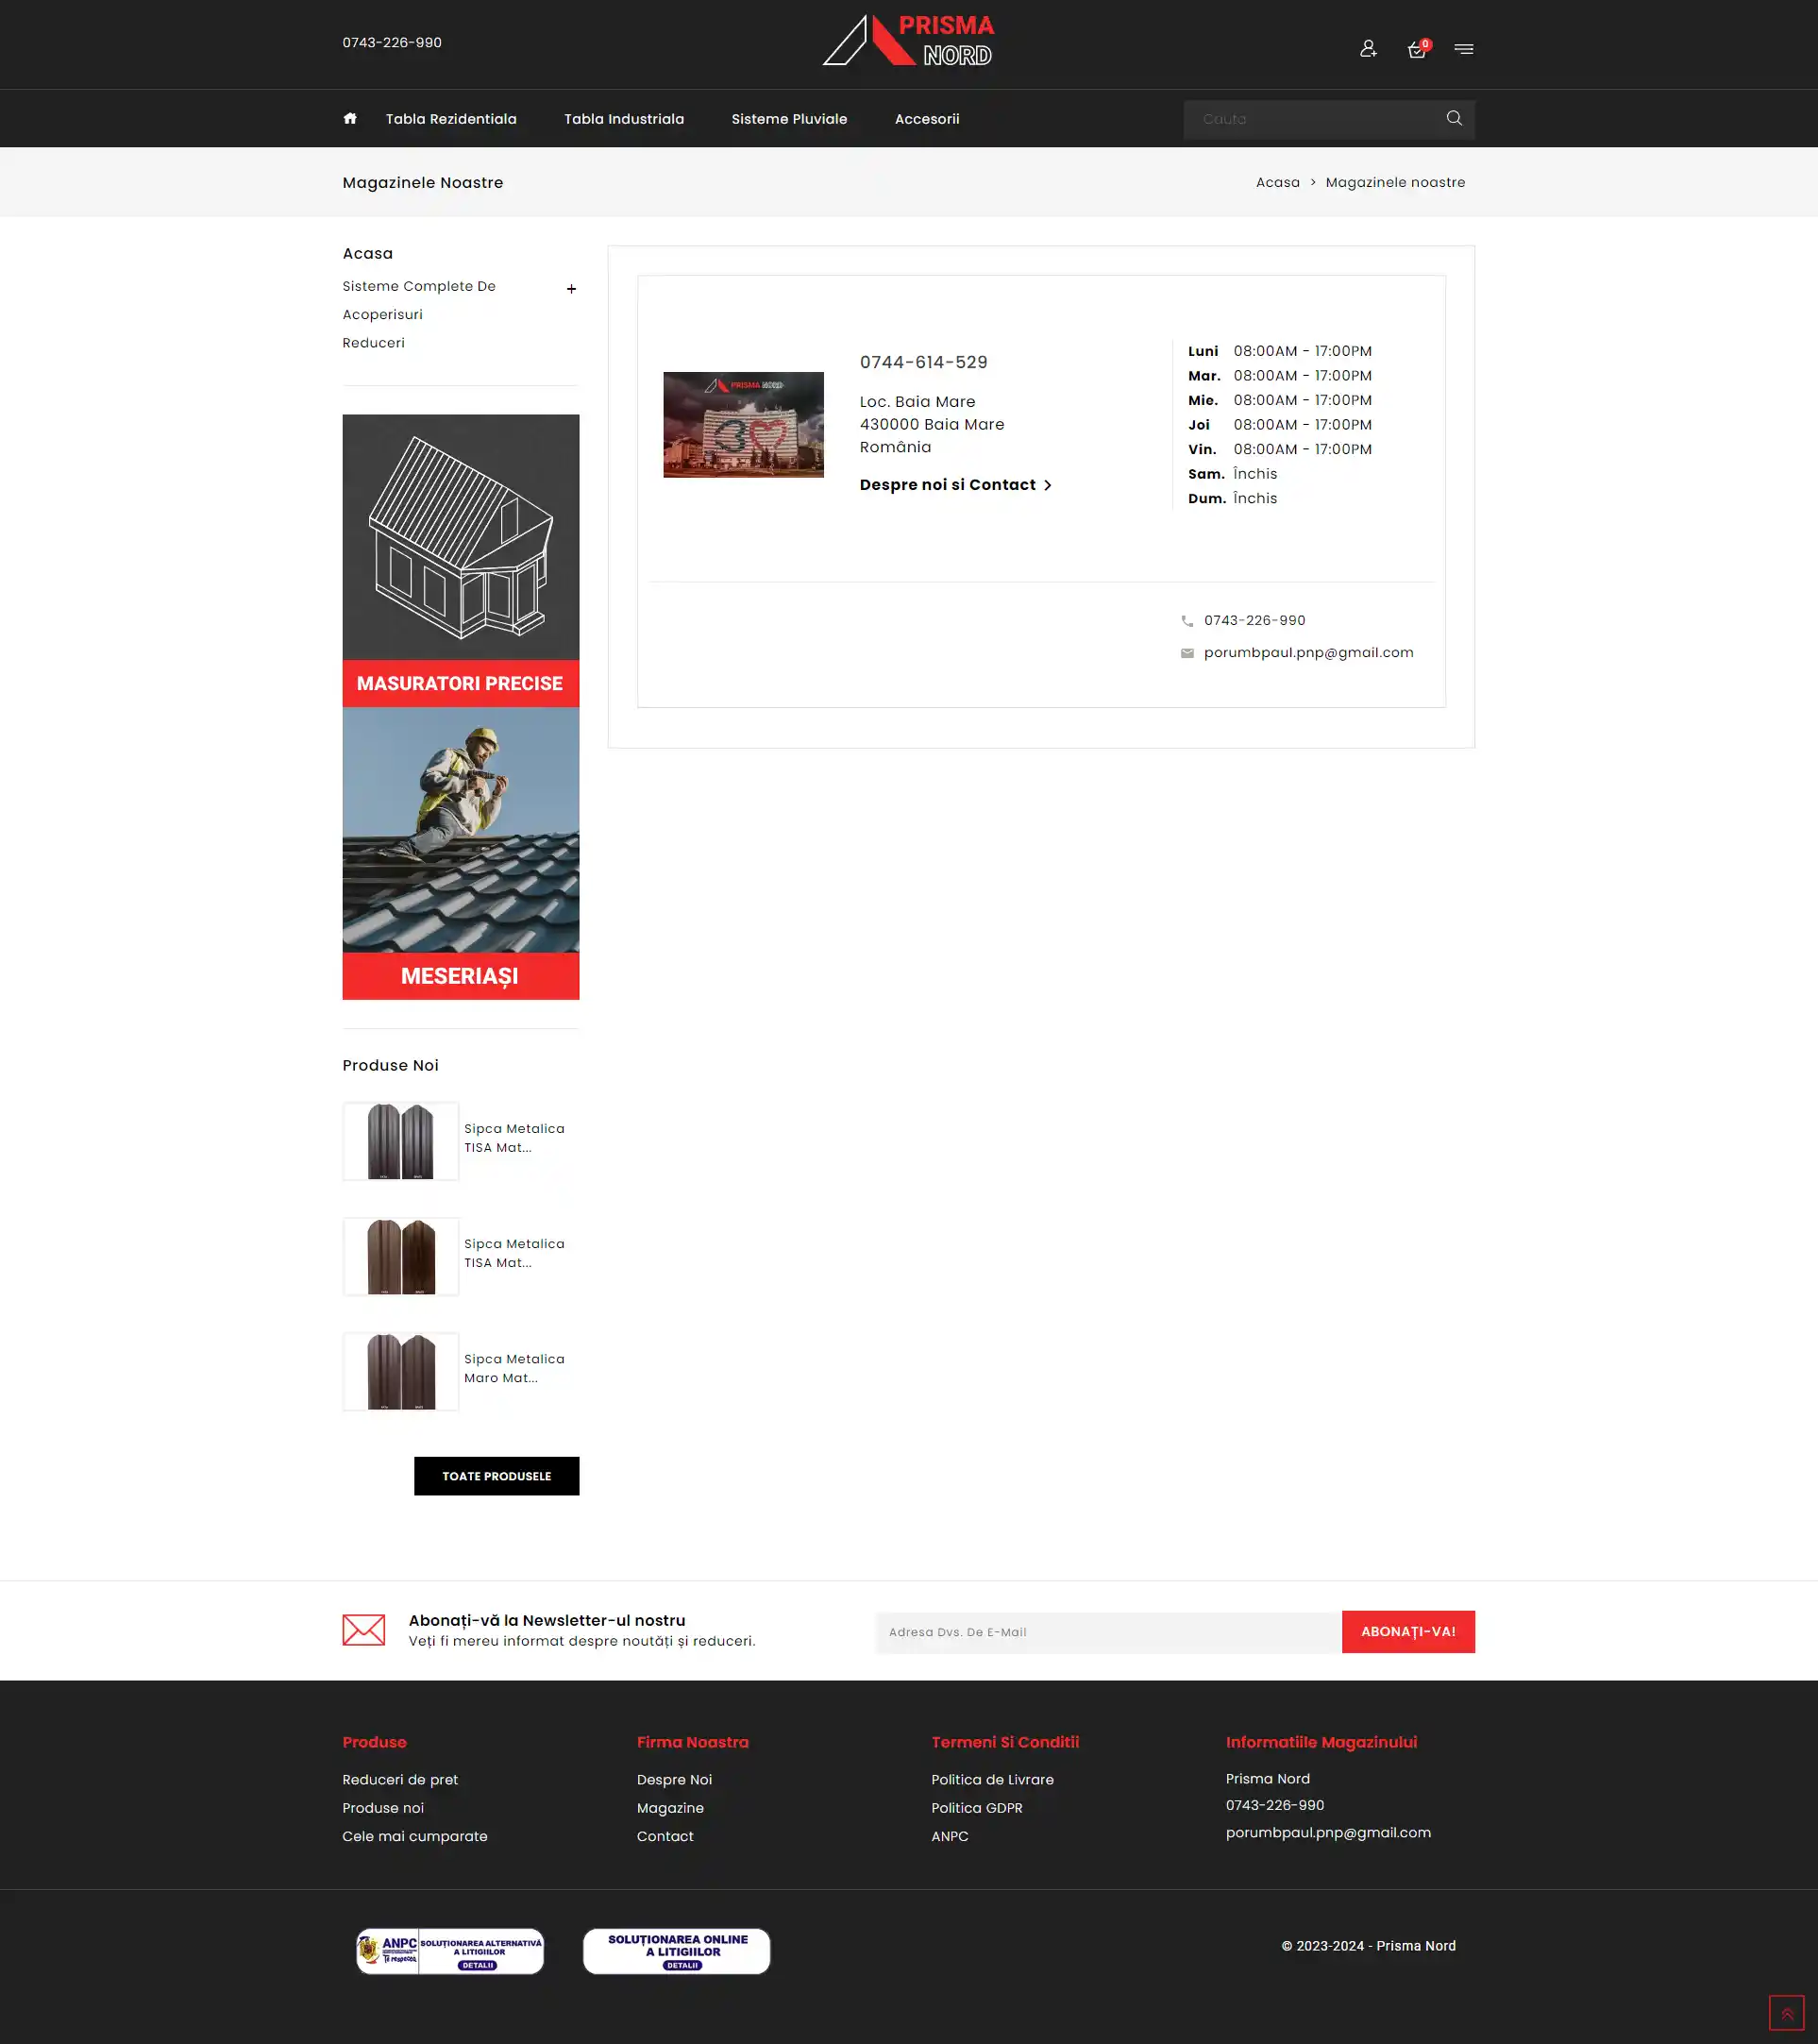 0743-226-990
PRISMA
NORD
0
Tabla Rezidentiala
Tabla Industriala
Sisteme Pluviale
Accesorii
Cauta
Magazinele Noastre
Acasa > Magazinele noastre
Acasa
Sisteme Complete De
Acoperisuri
+
Reduceri
MASURATORI PRECISE
MESERIAȘI
Produse Noi
Sipca Metalica
TISA Mat...
Sipca Metalica
TISA Mat...
Sipca Metalica
Maro Mat...
TOATE PRODUSELE
PRISMA NORD
0744-614-529
Loc. Baia Mare
430000 Baia Mare
România
Despre noi si Contact >
Luni 08:00AM - 17:00PM
Mar. 08:00AM - 17:00PM
Mie. 08:00AM - 17:00PM
Joi 08:00AM - 17:00PM
Vin. 08:00AM - 17:00PM
Sam. Închis
Dum. Închis
0743-226-990
porumbpaul.pnp@gmail.com
Abonați-vă la Newsletter-ul nostru
Veți fi mereu informat despre noutăți și reduceri.
Adresa Dvs. De E-Mail
ABONAȚI-VA!
Produse
Reduceri de pret
Produse noi
Cele mai cumparate
Firma Noastra
Despre Noi
Magazine
Contact
Termeni Si Conditii
Politica de Livrare
Politica GDPR
ANPC
Informatiile Magazinului
Prisma Nord
0743-226-990
porumbpaul.pnp@gmail.com
ANPC
Te respecta
SOLUȚIONAREA ALTERNATIVĂ
A LITIGIILOR
DETALII
SOLUȚIONAREA ONLINE
A LITIGIILOR
DETALII
© 2023-2024 - Prisma Nord